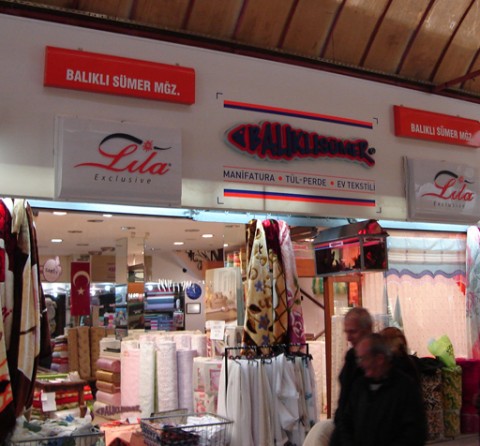 BALIKLI SÜMER MĞZ.
Lila
Exclusive
BALIKLISÜMER
MANİFATURA • TÜL-PERDE • EV TEKSTİLİ
BALIKLI SÜMER MĞZ.
Lila
Exclusive